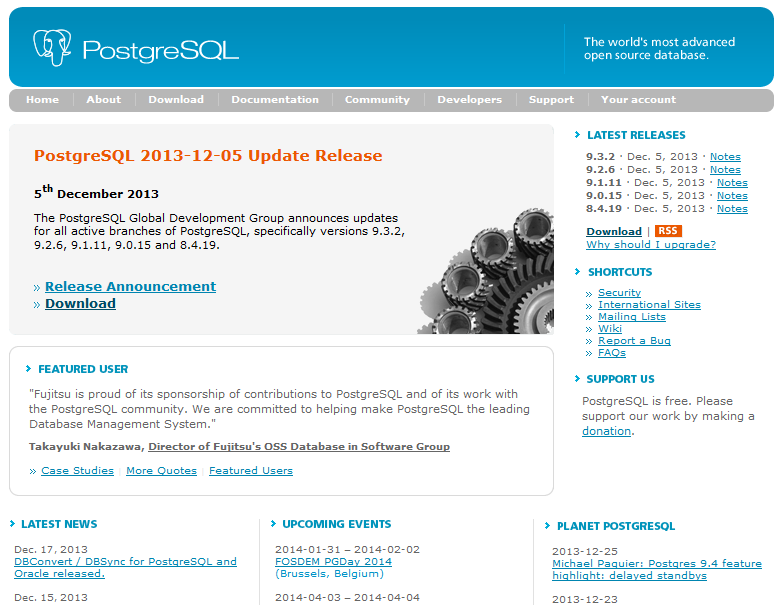 PostgreSQL
The world's most advanced
open source database.
Home About Download Documentation Community Developers Support Your account
PostgreSQL 2013-12-05 Update Release
5th December 2013
The PostgreSQL Global Development Group announces updates
for all active branches of PostgreSQL, specifically versions 9.3.2,
9.2.6, 9.1.11, 9.0.15 and 8.4.19.
» Release Announcement
» Download
LATEST RELEASES
9.3.2 · Dec. 5, 2013 · Notes
9.2.6 · Dec. 5, 2013 · Notes
9.1.11 · Dec. 5, 2013 · Notes
9.0.15 · Dec. 5, 2013 · Notes
8.4.19 · Dec. 5, 2013 · Notes
Download | RSS
Why should I upgrade?
SHORTCUTS
» Security
» International Sites
» Mailing Lists
» Wiki
» Report a Bug
» FAQs
SUPPORT US
PostgreSQL is free. Please
support our work by making a
donation.
FEATURED USER
"Fujitsu is proud of its sponsorship of contributions to PostgreSQL and of its work with
the PostgreSQL community. We are committed to helping make PostgreSQL the leading
Database Management System."
Takayuki Nakazawa, Director of Fujitsu's OSS Database in Software Group
» Case Studies | More Quotes | Featured Users
LATEST NEWS
Dec. 17, 2013
DBConvert / DBSync for PostgreSQL and
Oracle released.
Dec. 15, 2013
UPCOMING EVENTS
2014-01-31 – 2014-02-02
FOSDEM PGDay 2014
(Brussels, Belgium)
2014-04-03 – 2014-04-04
PLANET POSTGRESQL
2013-12-25
Michael Paquier: Postgres 9.4 feature
highlight: delayed standbys
2013-12-23